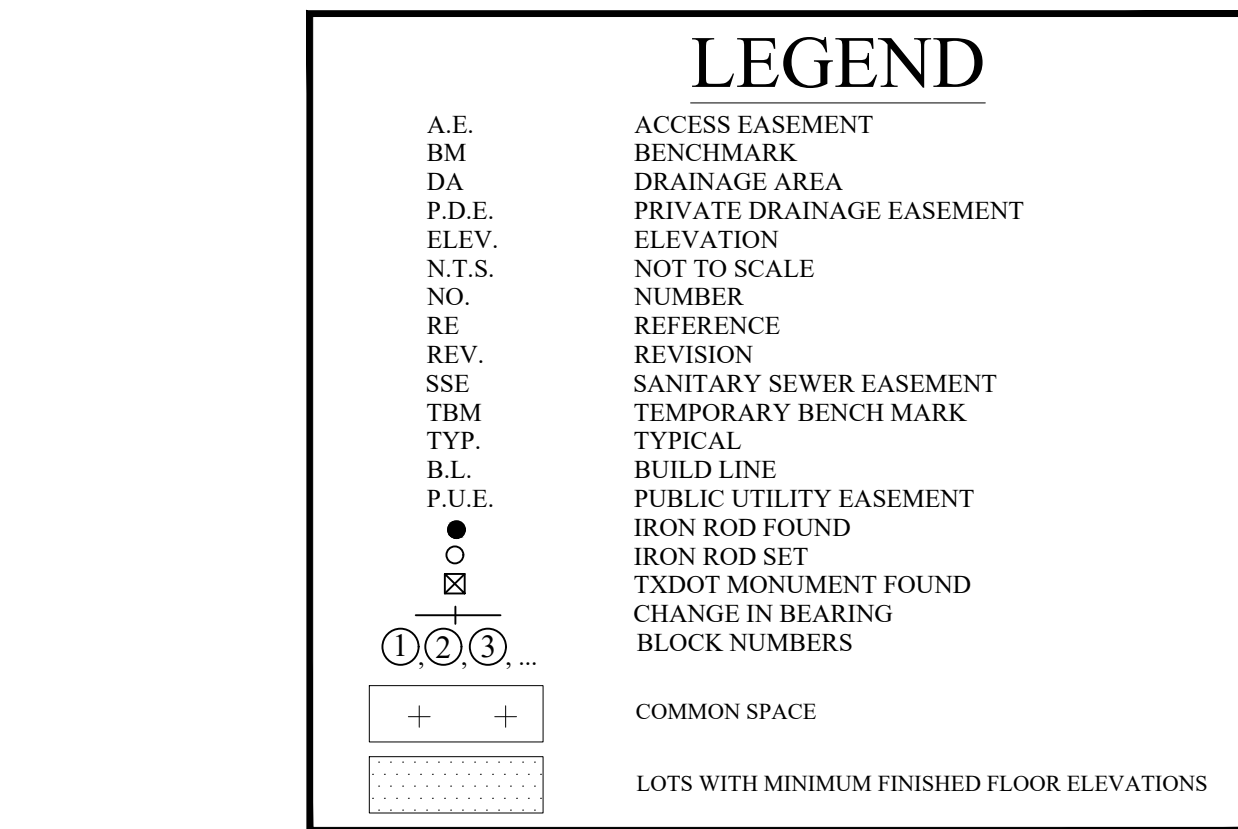 LEGEND
A.E. ACCESS EASEMENT
BM BENCHMARK
DA DRAINAGE AREA
P.D.E. PRIVATE DRAINAGE EASEMENT
ELEV. ELEVATION
N.T.S. NOT TO SCALE
NO. NUMBER
RE REFERENCE
REV. REVISION
SSE SANITARY SEWER EASEMENT
TBM TEMPORARY BENCH MARK
TYP. TYPICAL
B.L. BUILD LINE
P.U.E. PUBLIC UTILITY EASEMENT
IRON ROD FOUND
IRON ROD SET
TXDOT MONUMENT FOUND
CHANGE IN BEARING
1,2,3, ... BLOCK NUMBERS
COMMON SPACE
LOTS WITH MINIMUM FINISHED FLOOR ELEVATIONS